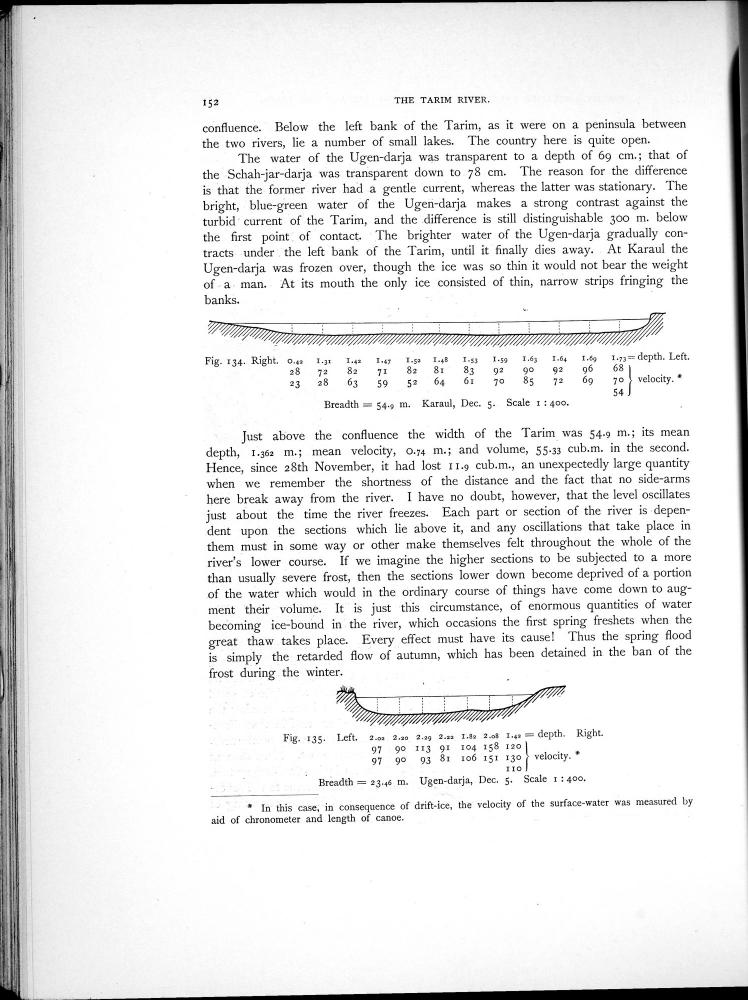 152
THE TARIM RIVER.
confluence. Below the left bank of the Tarim, as it were on a peninsula between
the two rivers, lie a number of small lakes. The country here is quite open.
The water of the Ugen-darja was transparent to a depth of 69 cm.; that of
the Schah-jar-darja was transparent down to 78 cm. The reason for the difference
is that the former river had a gentle current, whereas the latter was stationary. The
bright, blue-green water of the Ugen-darja makes a strong contrast against the
turbid current of the Tarim, and the difference is still distinguishable 300 m. below
the first point of contact. The brighter water of the Ugen-darja gradually con-
tracts under the left bank of the Tarim, until it finally dies away. At Karaul the
Ugen-darja was frozen over, though the ice was so thin it would not bear the weight
of a man. At its mouth the only ice consisted of thin, narrow strips fringing the
banks.
Fig. 134. Right. 0.42 1.31 1.42 1.47 1.52 1.48 1.53 1.59 1.63 1.64 1.69 1.73 = depth. Left.
28 72 82 71 82 81 83 92 90 92 96 68
23 28 63 59 52 64 61 70 85 72 69 70 velocity. *
54
Breadth = 54.9 m. Karaul, Dec. 5. Scale 1 : 400.
Just above the confluence the width of the Tarim was 54.9 m.; its mean
depth, 1.362 m.; mean velocity, 0.74 m.; and volume, 55.33 cub.m. in the second.
Hence, since 28th November, it had lost 11.9 cub.m., an unexpectedly large quantity
when we remember the shortness of the distance and the fact that no side-arms
here break away from the river. I have no doubt, however, that the level oscillates
just about the time the river freezes. Each part or section of the river is depen-
dent upon the sections which lie above it, and any oscillations that take place in
them must in some way or other make themselves felt throughout the whole of the
river's lower course. If we imagine the higher sections to be subjected to a more
than usually severe frost, then the sections lower down become deprived of a portion
of the water which would in the ordinary course of things have come down to aug-
ment their volume. It is just this circumstance, of enormous quantities of water
becoming ice-bound in the river, which occasions the first spring freshets when the
great thaw takes place. Every effect must have its cause! Thus the spring flood
is simply the retarded flow of autumn, which has been detained in the ban of the
frost during the winter.
Fig. 135. Left. 2.02 2.20 2.29 2.22 1.82 2.08 1.42 = depth. Right.
97 90 113 91 104 158 120
97 90 93 81 106 151 130 velocity. *
110
Breadth = 23.46 m. Ugen-darja, Dec. 5. Scale 1 : 400.
* In this case, in consequence of drift-ice, the velocity of the surface-water was measured by
aid of chronometer and length of canoe.